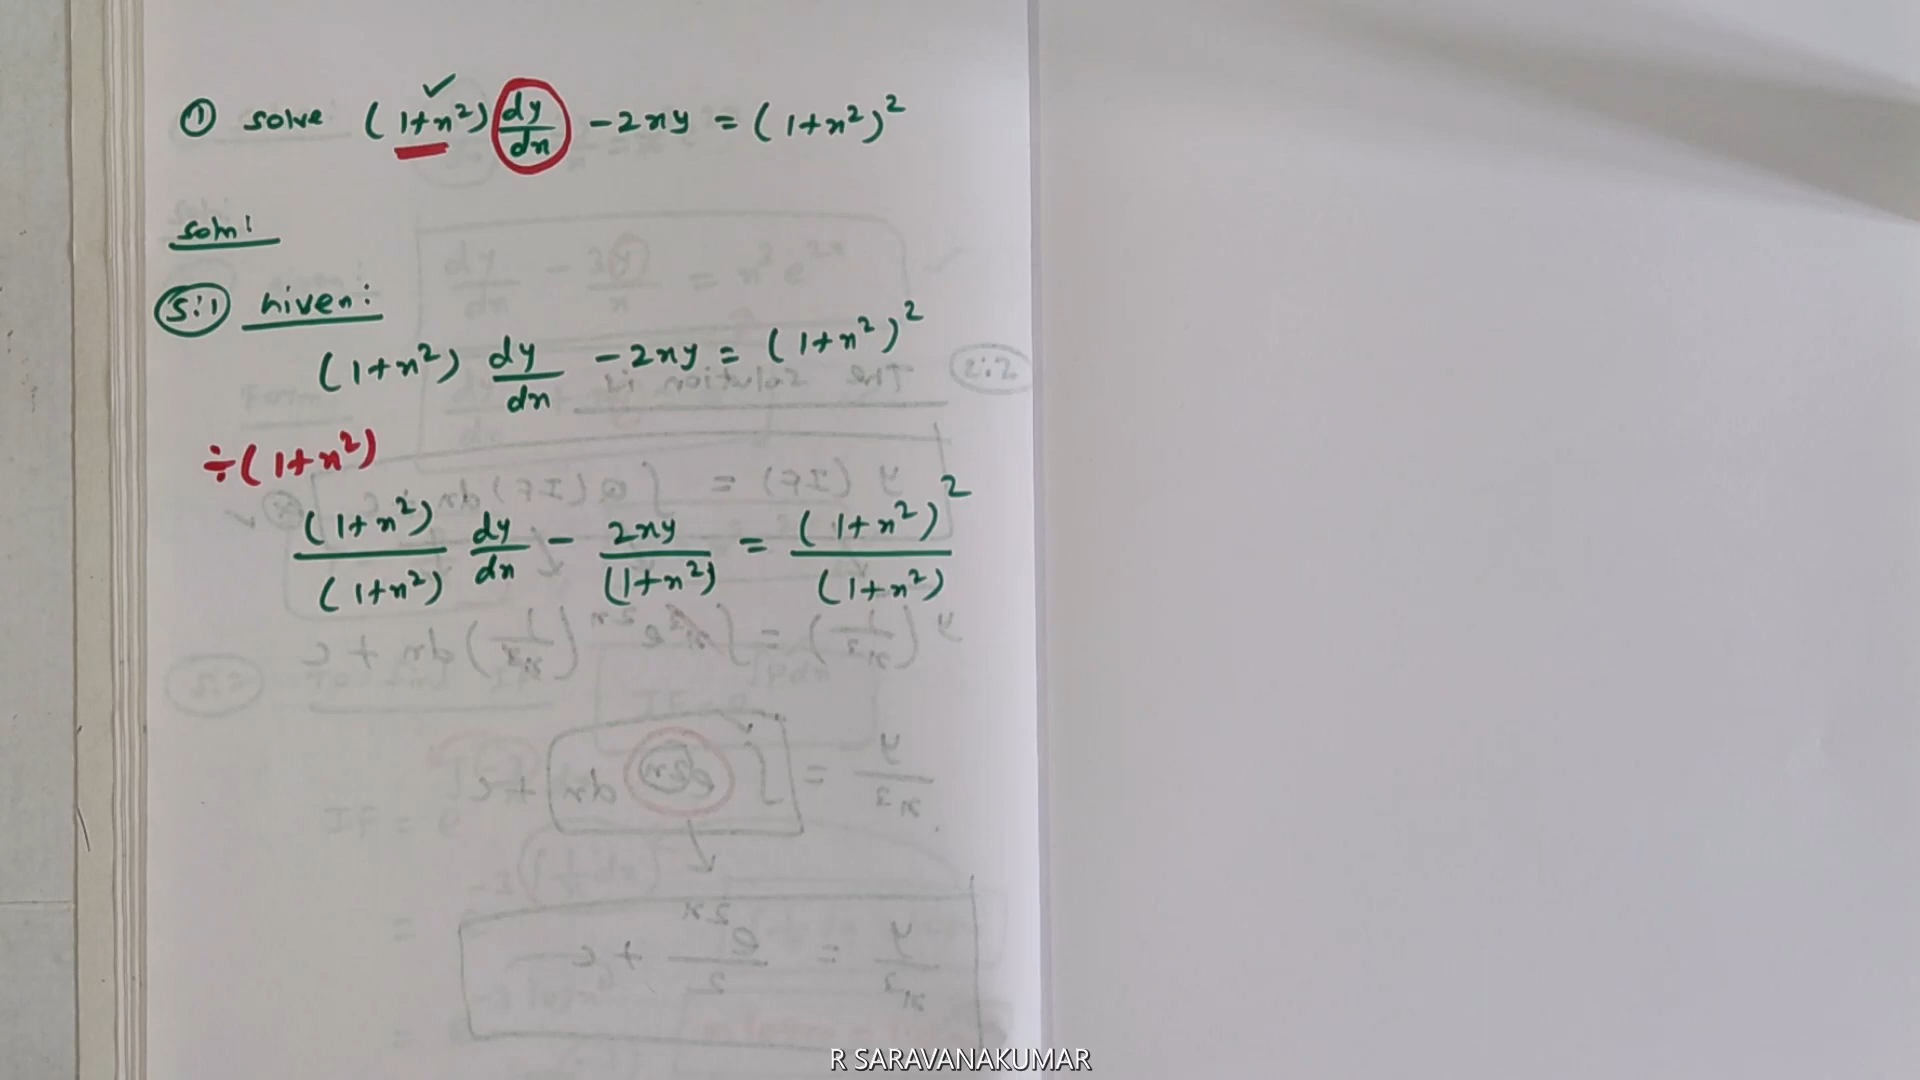 ① solve (1+x²) dy/dx - 2xy = (1+x²)²
soln:
S:1 Given:
(1+x²) dy/dx - 2xy = (1+x²)²
÷(1+x²)
(1+x²)/(1+x²) dy/dx - 2xy/(1+x²) = (1+x²)²/(1+x²)
R SARAVANAKUMAR